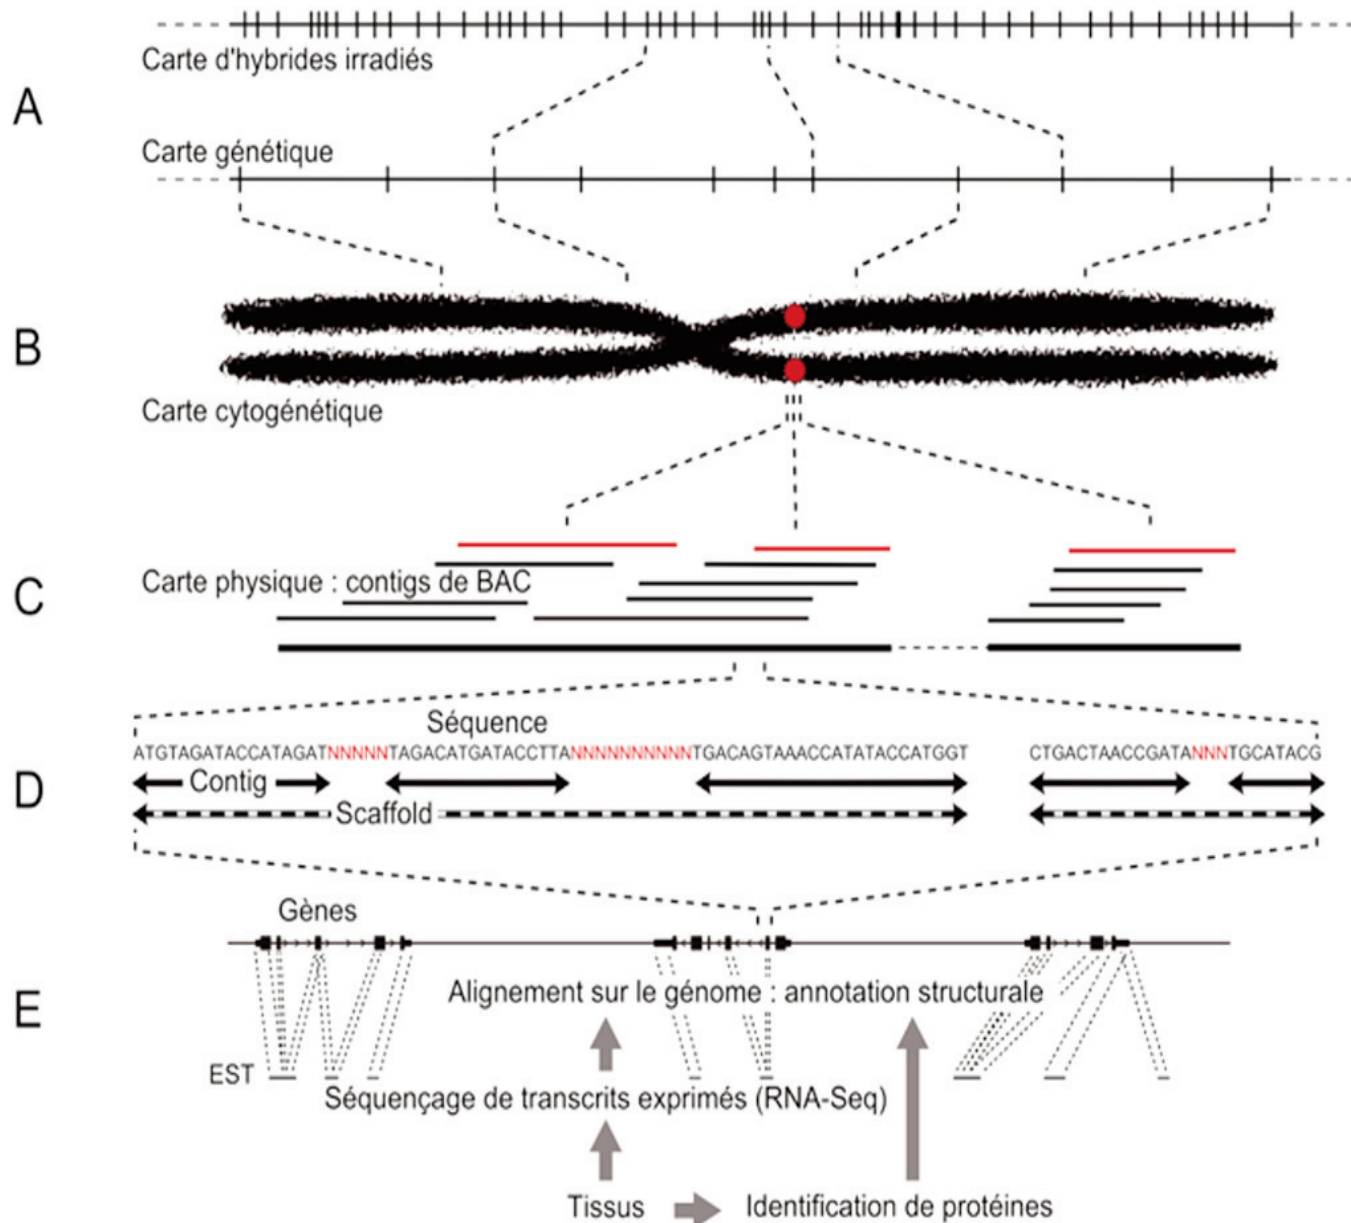 Carte d'hybrides irradiés
A
Carte génétique
B
Carte cytogénétique
C
Carte physique : contigs de BAC
Séquence
ATGTAGATACCATAGATNNNNNTAGACATGATACCTTANNNNNNNNNNTGACAGTAAACCATATACCATGGT CTGACTAACCGATANNNTGCATACG
D
Contig
Scaffold
Gènes
E
Alignement sur le génome : annotation structurale
EST
Séquençage de transcrits exprimés (RNA-Seq)
Tissus Identification de protéines